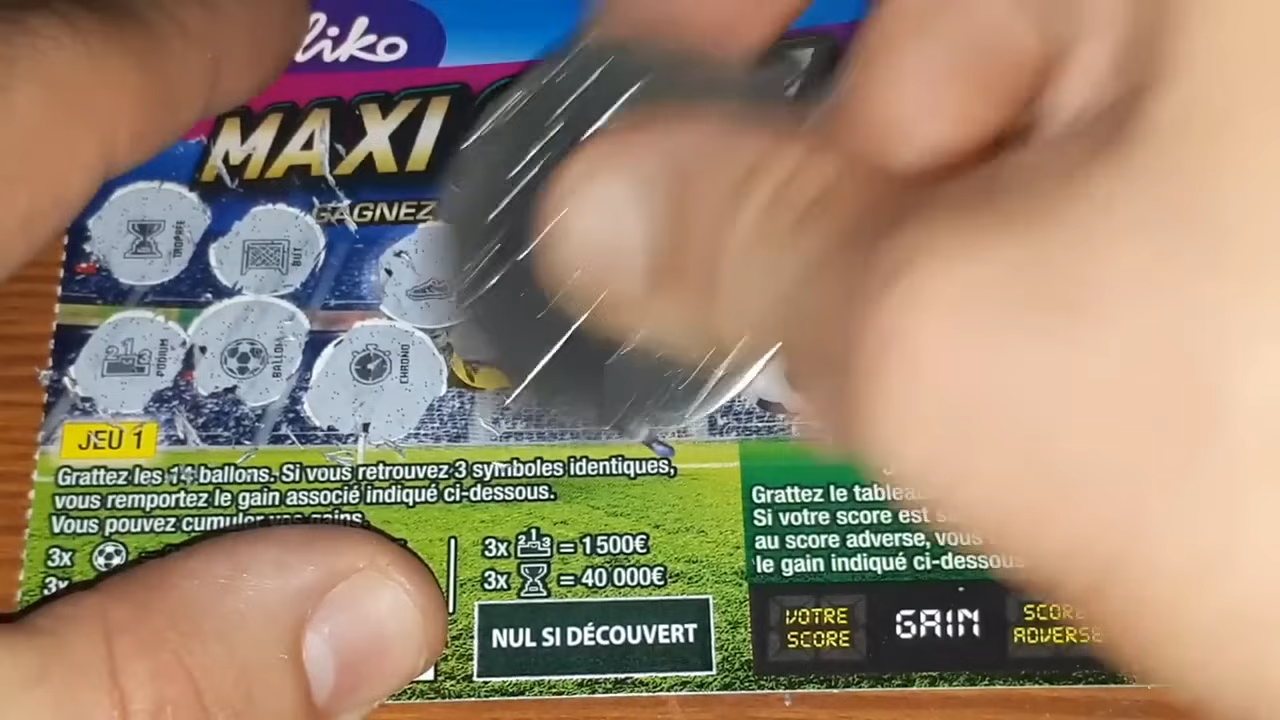 liko
MAXI
GAGNEZ
TROPHÉE
BUT
PODIUM
BALLON
CHRONO
JEU 1
Grattez les 14 ballons. Si vous retrouvez 3 symboles identiques,
vous remportez le gain associé indiqué ci-dessous.
Vous pouvez cumuler vos gains.
3x
3x
3x = 1 500€
3x = 40 000€
NUL SI DÉCOUVERT
Grattez le
Si votre score est
au score adverse, vous
le gain indiqué ci-dessous
VOTRE
SCORE
GAIN
SCORE
ADVERSE